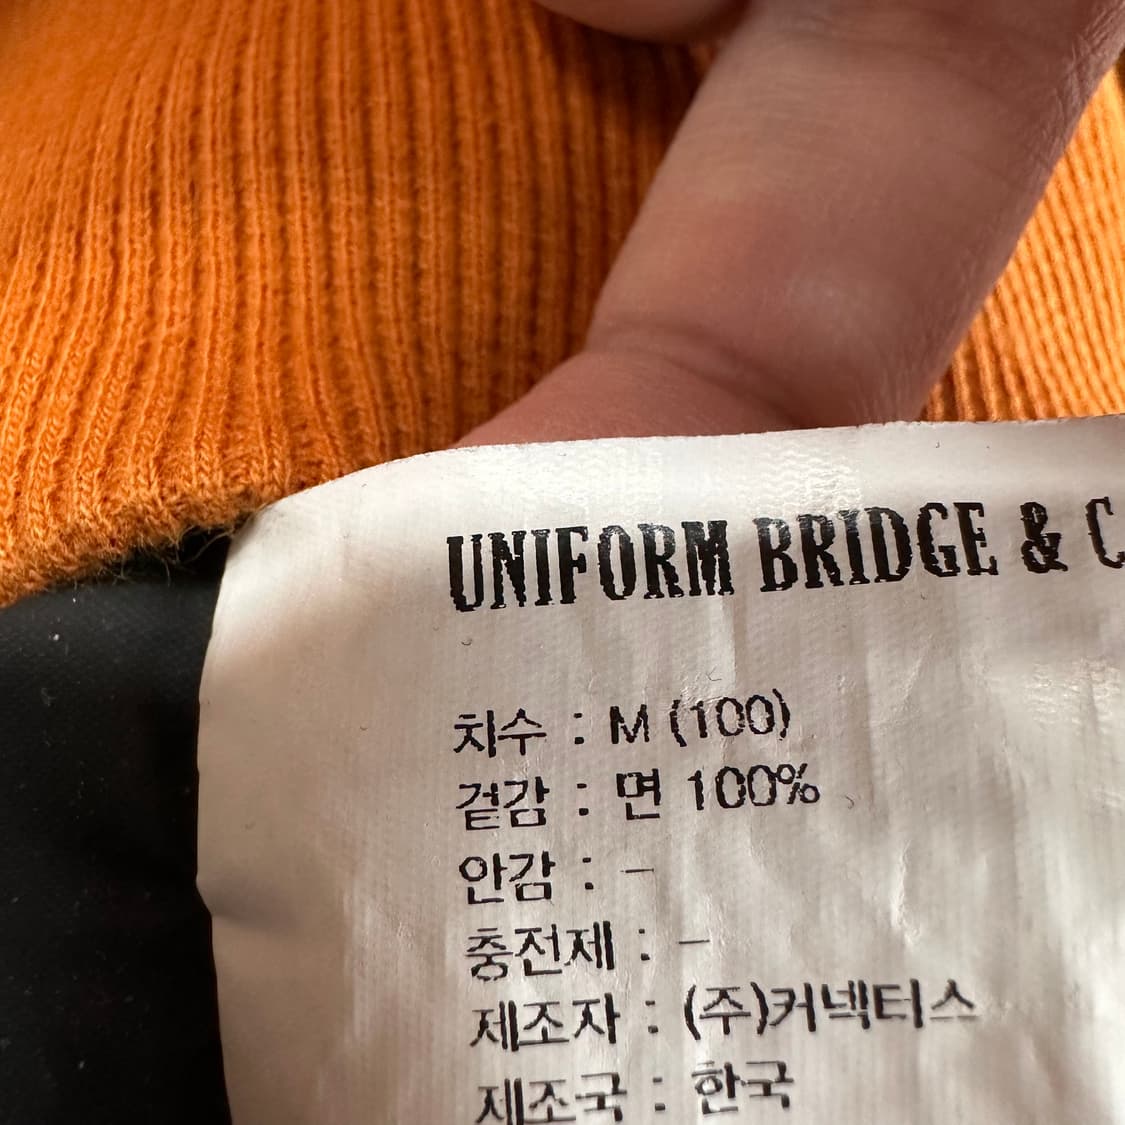 UNIFORM BRIDGE & C
치수 : M (100)
겉감 : 면 100%
안감 : -
충전제 : -
제조자 : (주)커넥터스
제조국 : 한국